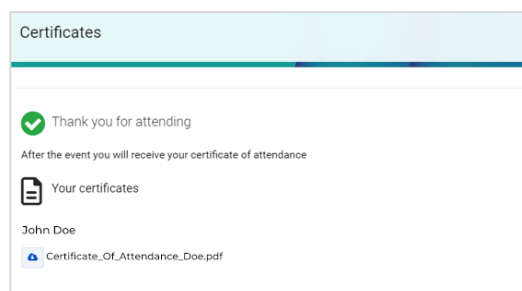 Certificates
Thank you for attending
After the event you will receive your certificate of attendance
Your certificates
John Doe
Certificate_Of_Attendance_Doe.pdf